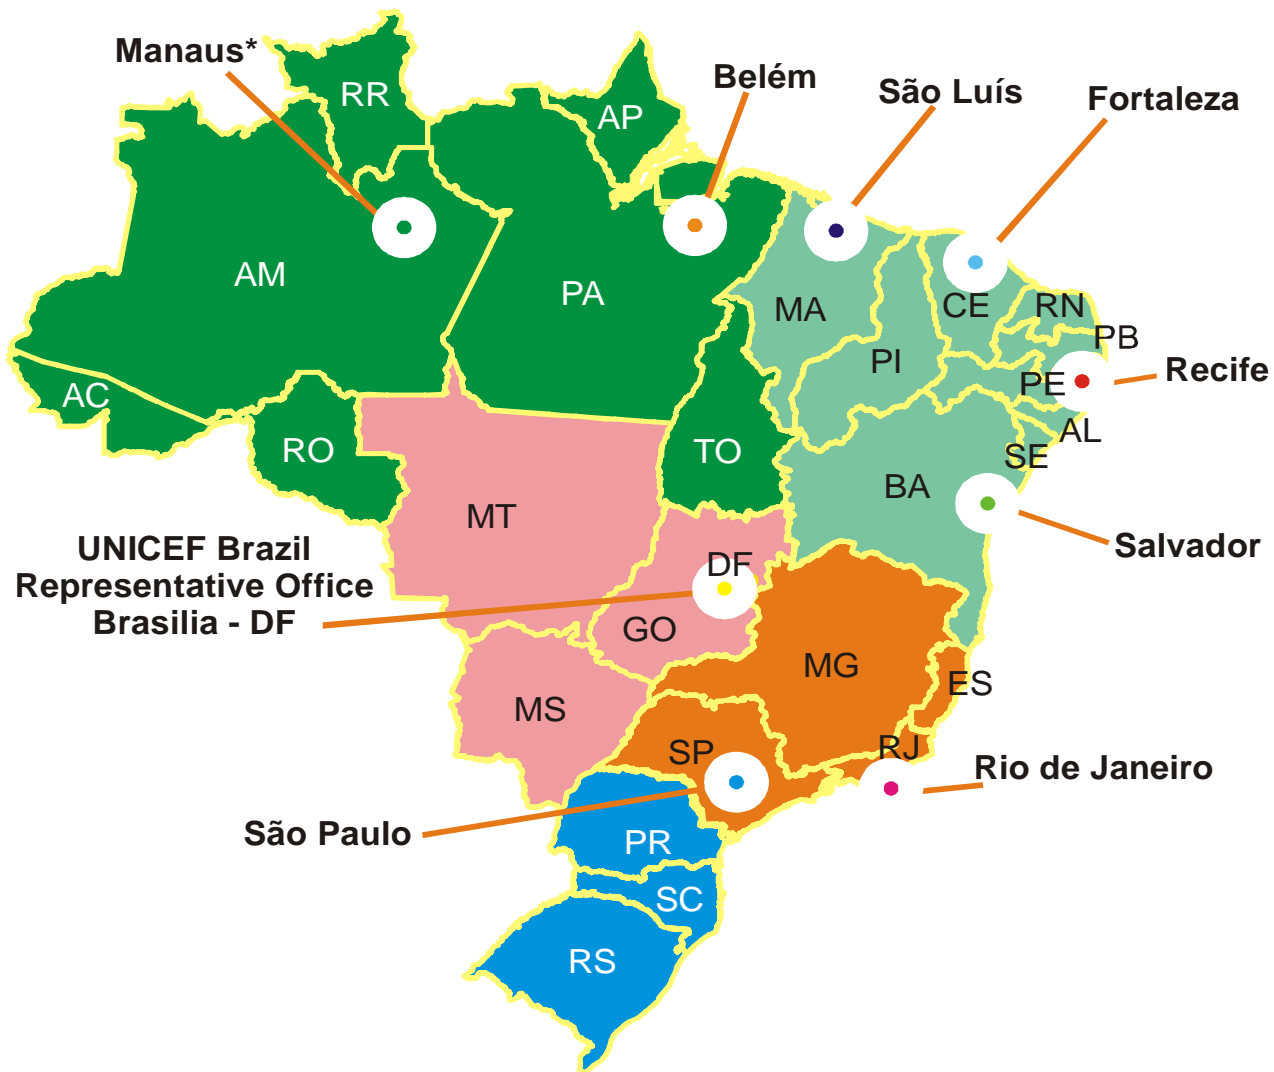 Manaus*
RR
Belém
São Luís
Fortaleza
AP
AM
PA
MA
CE
RN
PB
PI
PE
Recife
AC
RO
TO
AL
SE
BA
MT
Salvador
UNICEF Brazil
Representative Office
Brasilia - DF
DF
GO
MG
ES
MS
SP
RJ
Rio de Janeiro
São Paulo
PR
SC
RS